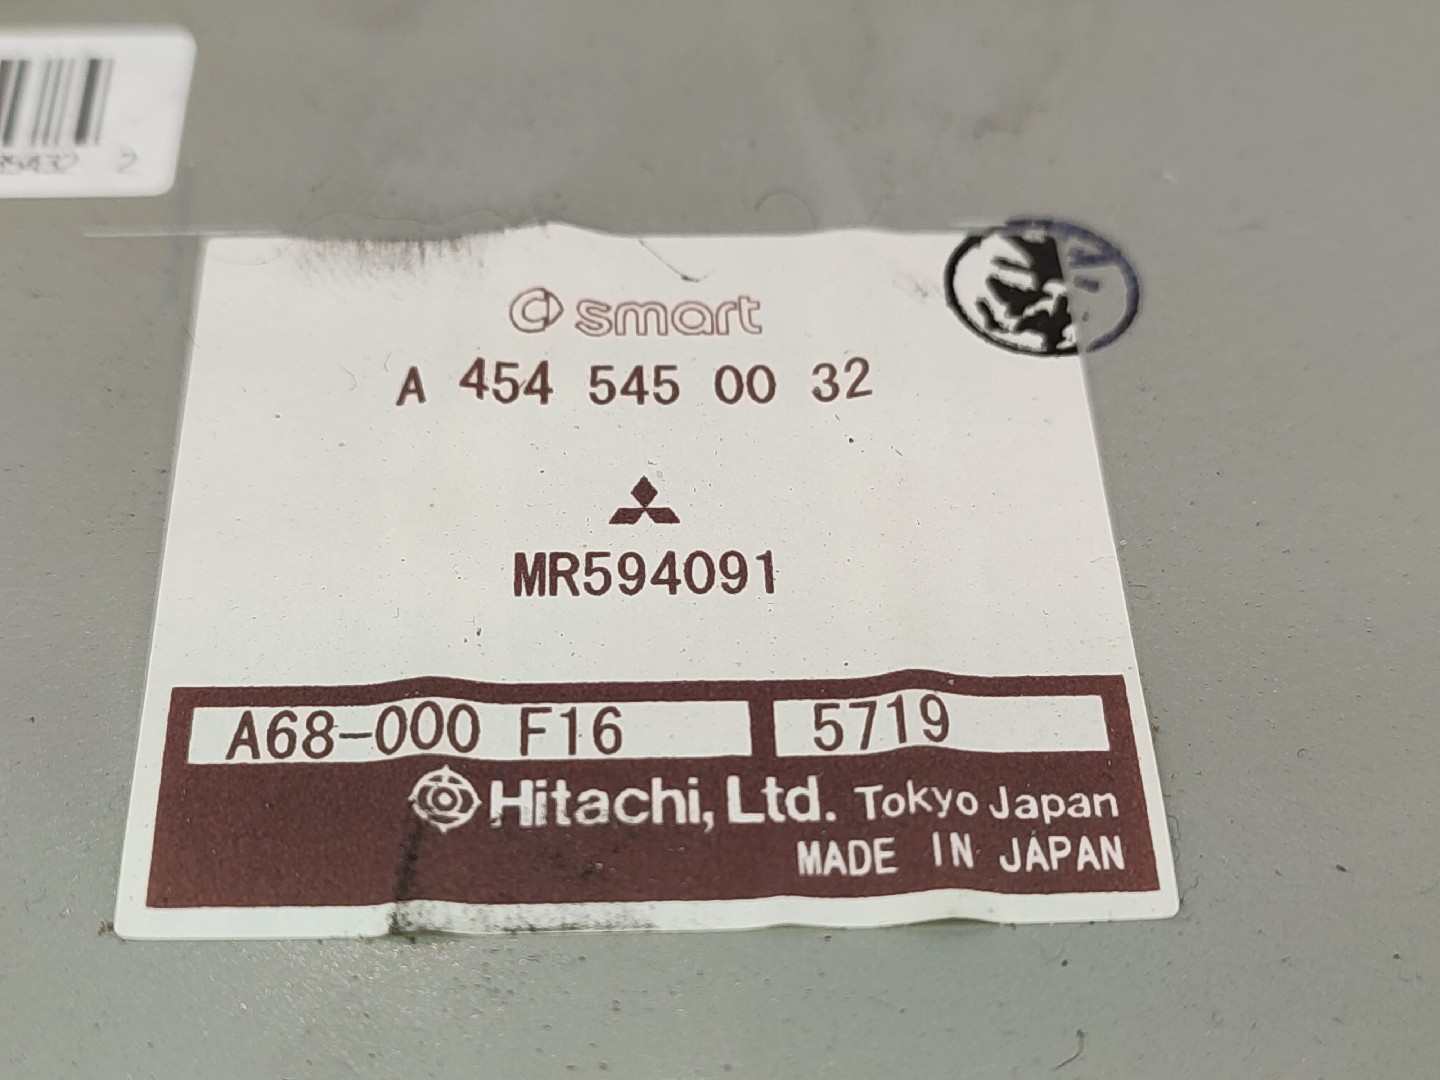 smart
A 454 545 00 32
MR594091
A68-000 F16 5719
Hitachi, Ltd. Tokyo Japan
MADE IN JAPAN